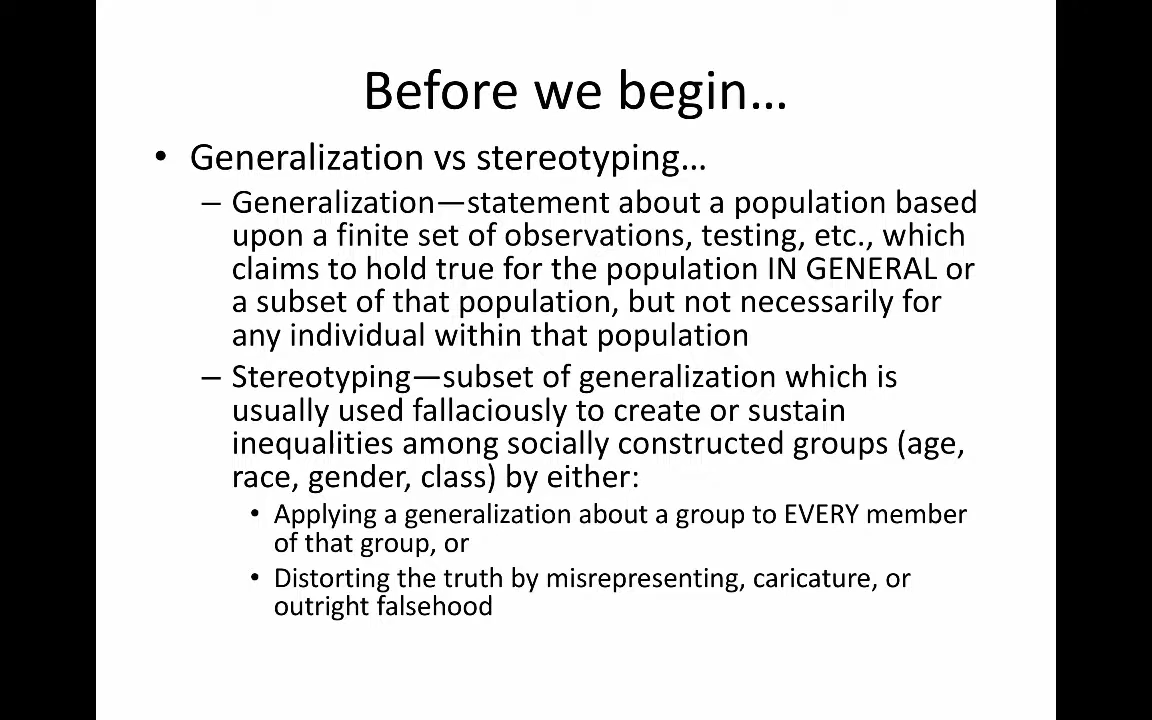 Before we begin…
• Generalization vs stereotyping…
– Generalization—statement about a population based
upon a finite set of observations, testing, etc., which
claims to hold true for the population IN GENERAL or
a subset of that population, but not necessarily for
any individual within that population
– Stereotyping—subset of generalization which is
usually used fallaciously to create or sustain
inequalities among socially constructed groups (age,
race, gender, class) by either:
• Applying a generalization about a group to EVERY member
of that group, or
• Distorting the truth by misrepresenting, caricature, or
outright falsehood